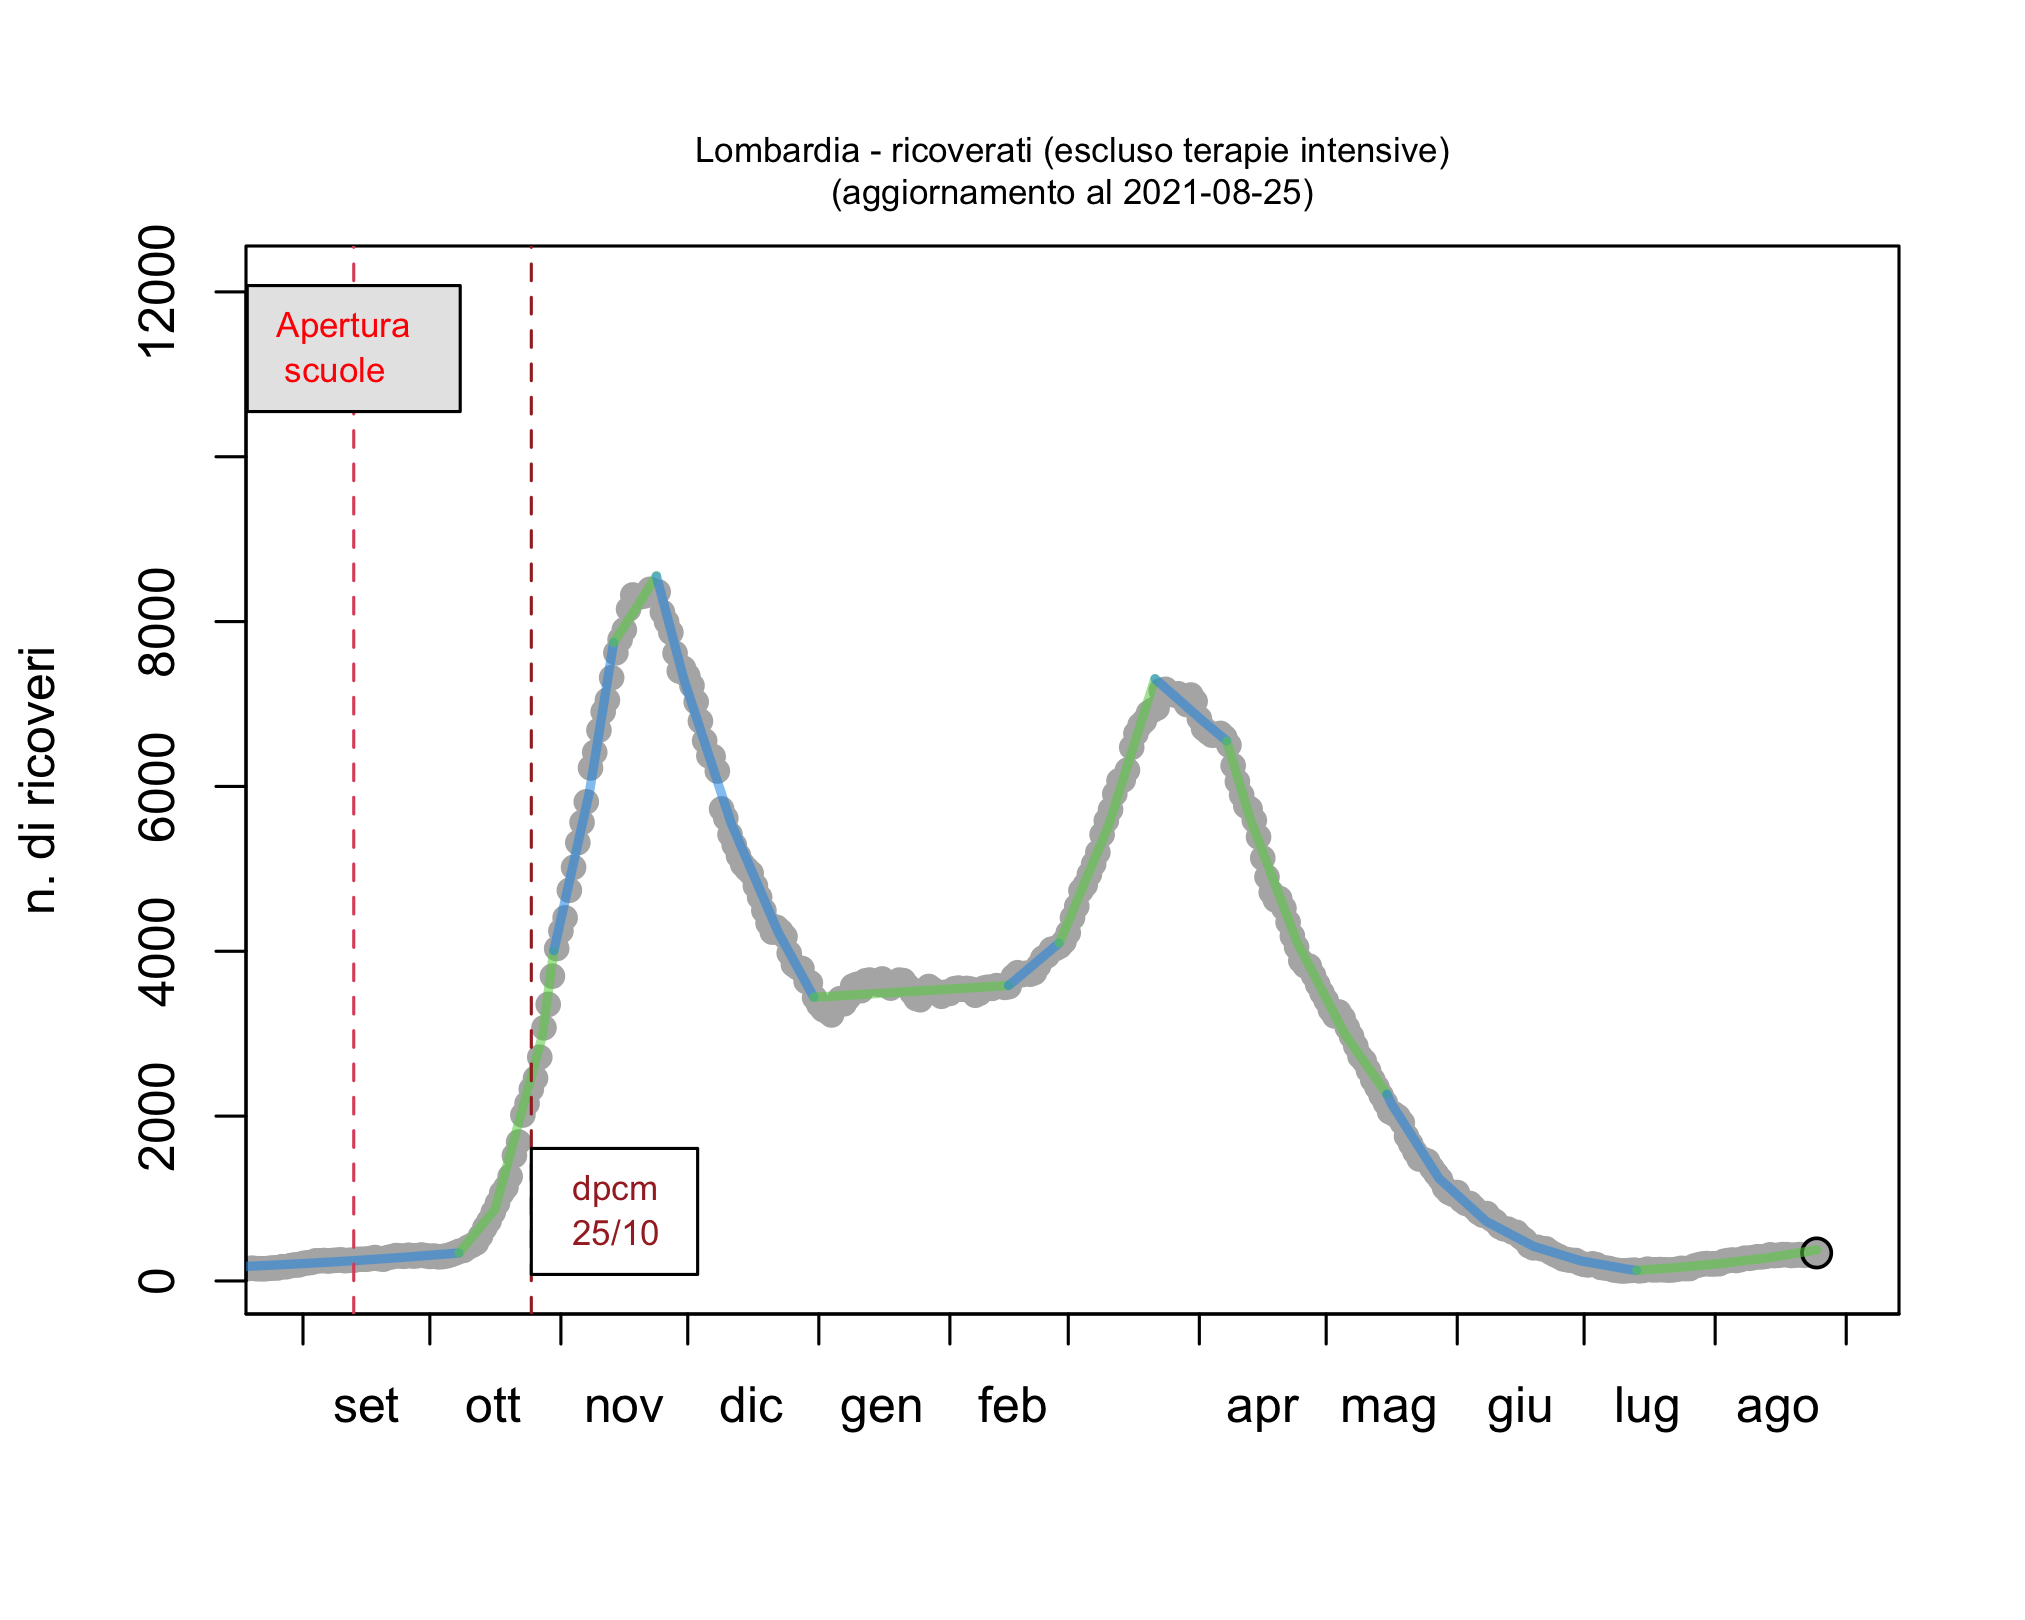 Lombardia - ricoverati (escluso terapie intensive)
(aggiornamento al 2021-08-25)
n. di ricoveri
12000
8000
6000
4000
2000
0
Apertura
scuole
dpcm
25/10
set ott nov dic gen feb apr mag giu lug ago